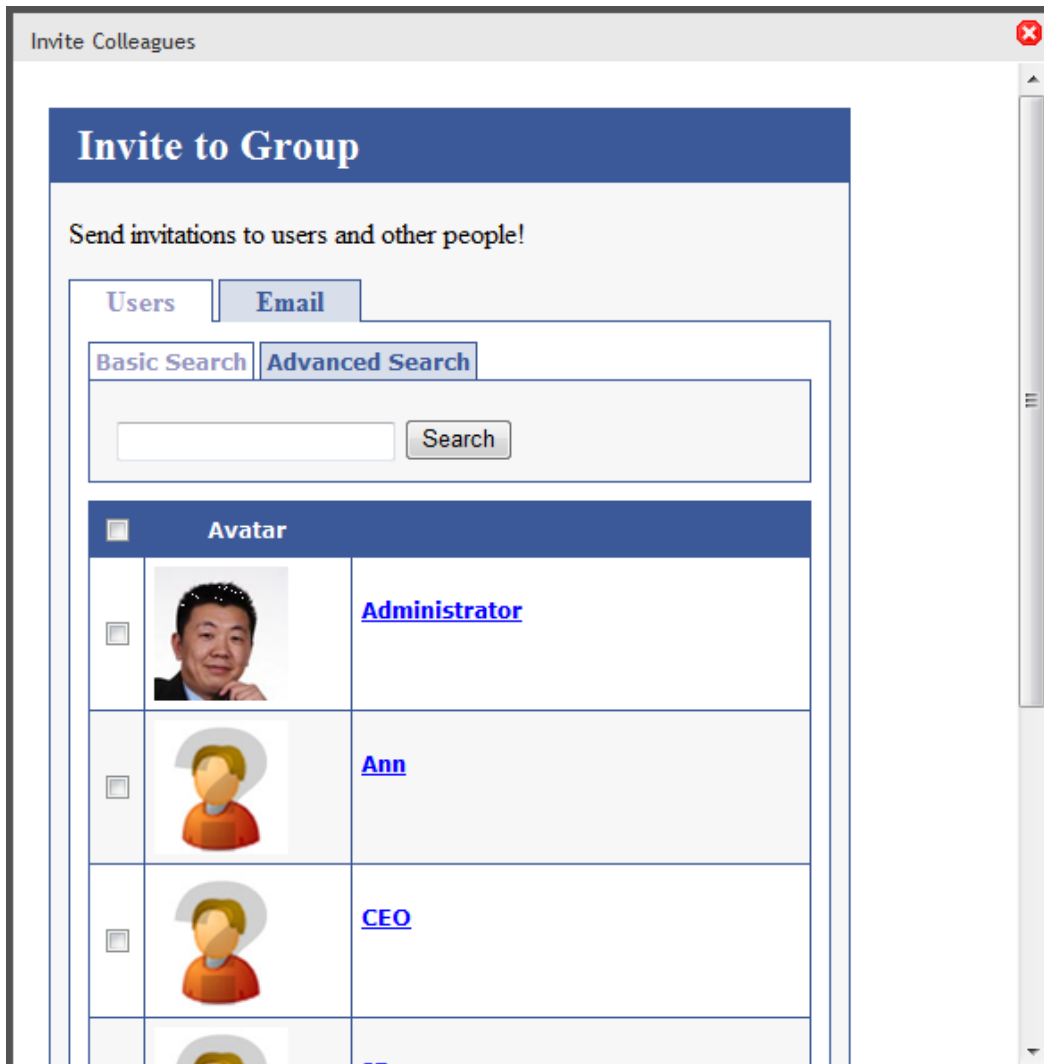 Invite Colleagues
Invite to Group
Send invitations to users and other people!
Users Email
Basic Search Advanced Search
Search
Avatar
Administrator
Ann
CEO